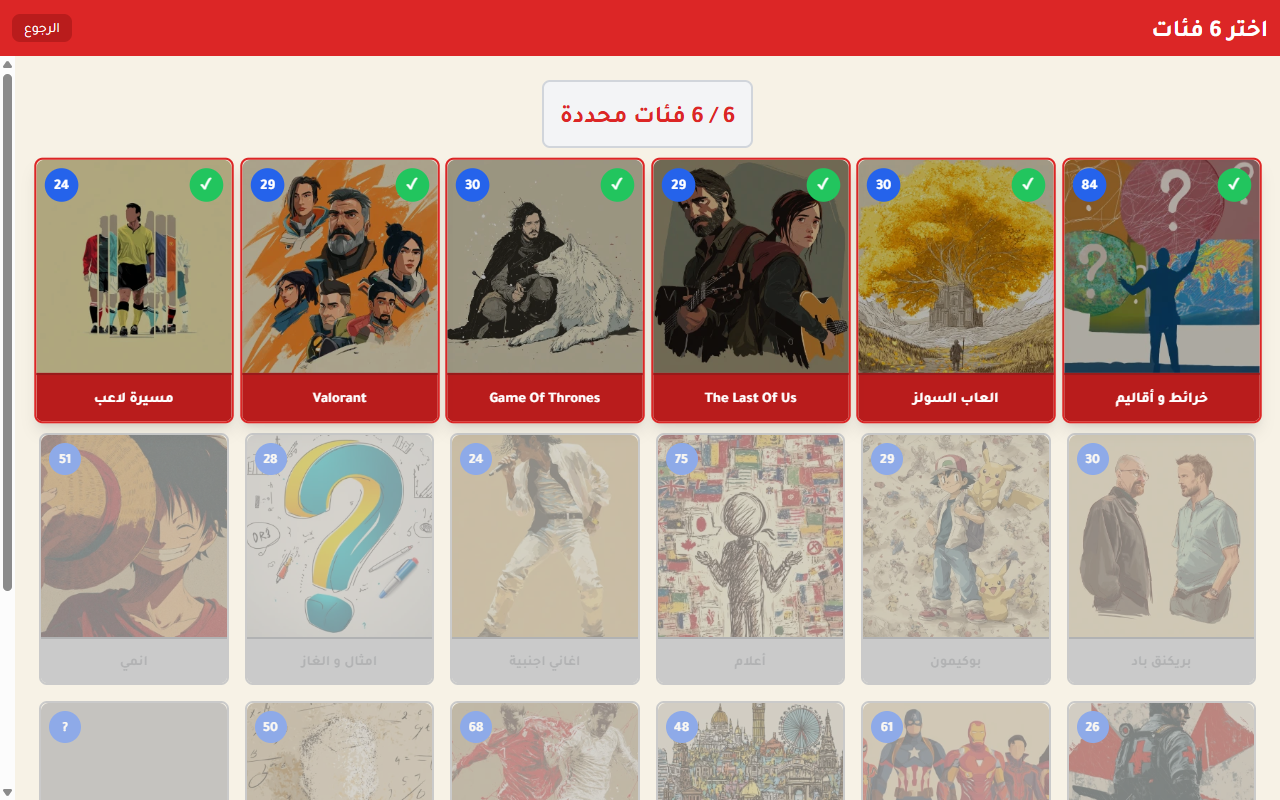 اختر 6 فئات
الرجوع
6 / 6 فئات محددة
84
✓
30
✓
29
✓
30
✓
29
✓
24
✓
خرائط و أقاليم
العاب السولز
The Last Of Us
Game Of Thrones
Valorant
مسيرة لاعب
30
29
75
24
28
51
بريكنق باد
بوكيمون
أعلام
اغاني اجنبية
امثال و الغاز
انمي
26
61
48
68
50
?